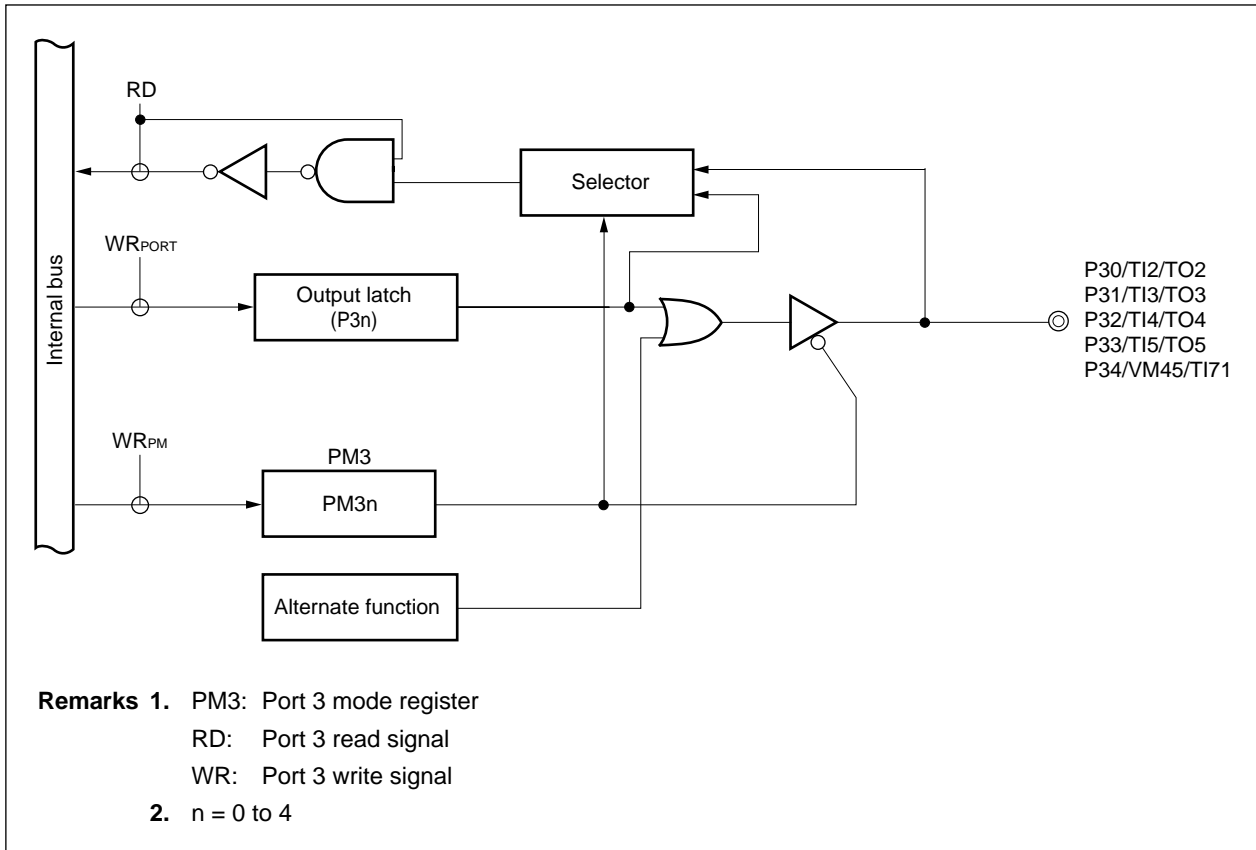 RD
Selector
WRPORT
Internal bus
Output latch
(P3n)
P30/TI2/TO2
P31/TI3/TO3
P32/TI4/TO4
P33/TI5/TO5
P34/VM45/TI71
WRPM
PM3
PM3n
Alternate function
Remarks 1. PM3: Port 3 mode register
RD: Port 3 read signal
WR: Port 3 write signal
2. n = 0 to 4